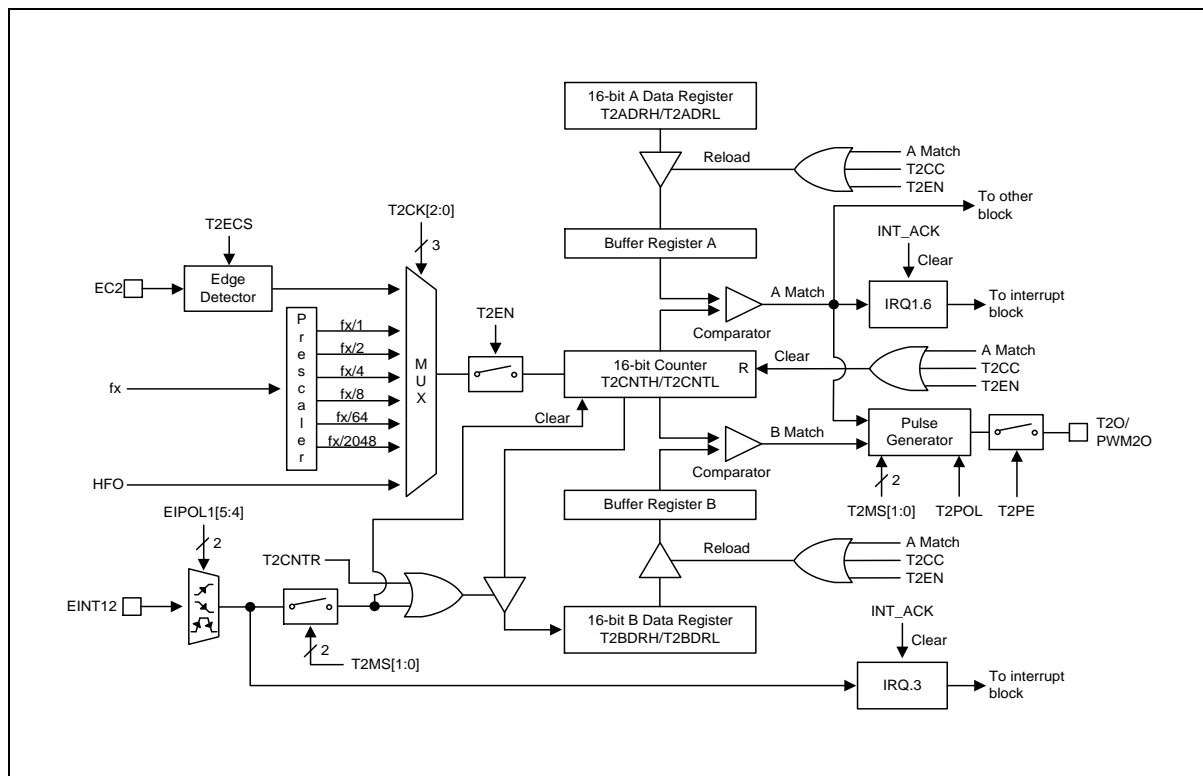 16-bit A Data Register
T2ADRH/T2ADRL
Reload
A Match
T2CC
T2EN
To other
block
T2CK[2:0]
3
T2ECS
Buffer Register A
INT_ACK
Clear
EC2
Edge
Detector
A Match
IRQ1.6
To interrupt
block
Comparator
T2EN
Prescaler
fx/1
fx/2
fx/4
fx/8
fx/64
fx/2048
MUX
fx
16-bit Counter
T2CNTH/T2CNTL
R
Clear
A Match
T2CC
T2EN
Clear
B Match
Pulse
Generator
T2O/
PWM2O
Comparator
HFO
2
T2MS[1:0]
T2POL
T2PE
EIPOL1[5:4]
2
Buffer Register B
T2CNTR
Reload
A Match
T2CC
T2EN
EINT12
16-bit B Data Register
T2BDRH/T2BDRL
INT_ACK
Clear
2
T2MS[1:0]
IRQ.3
To interrupt
block